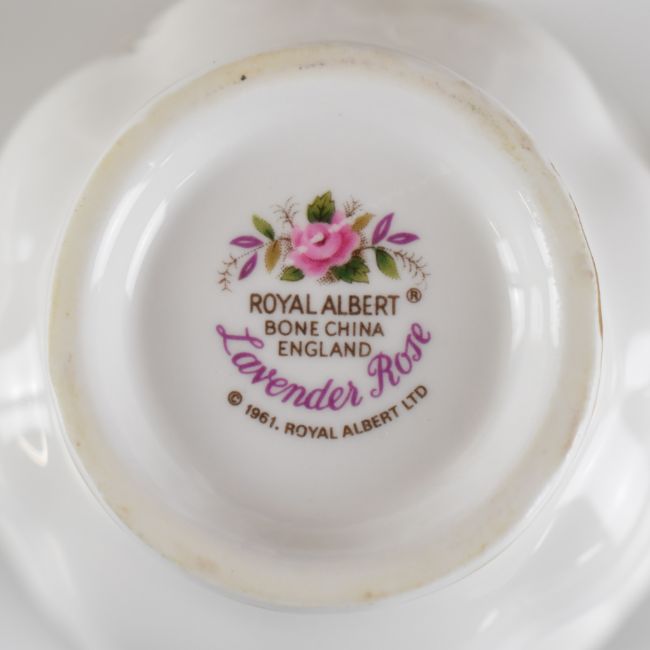 ROYAL ALBERT ®
BONE CHINA
ENGLAND
Lavender Rose
© 1961. ROYAL ALBERT LTD